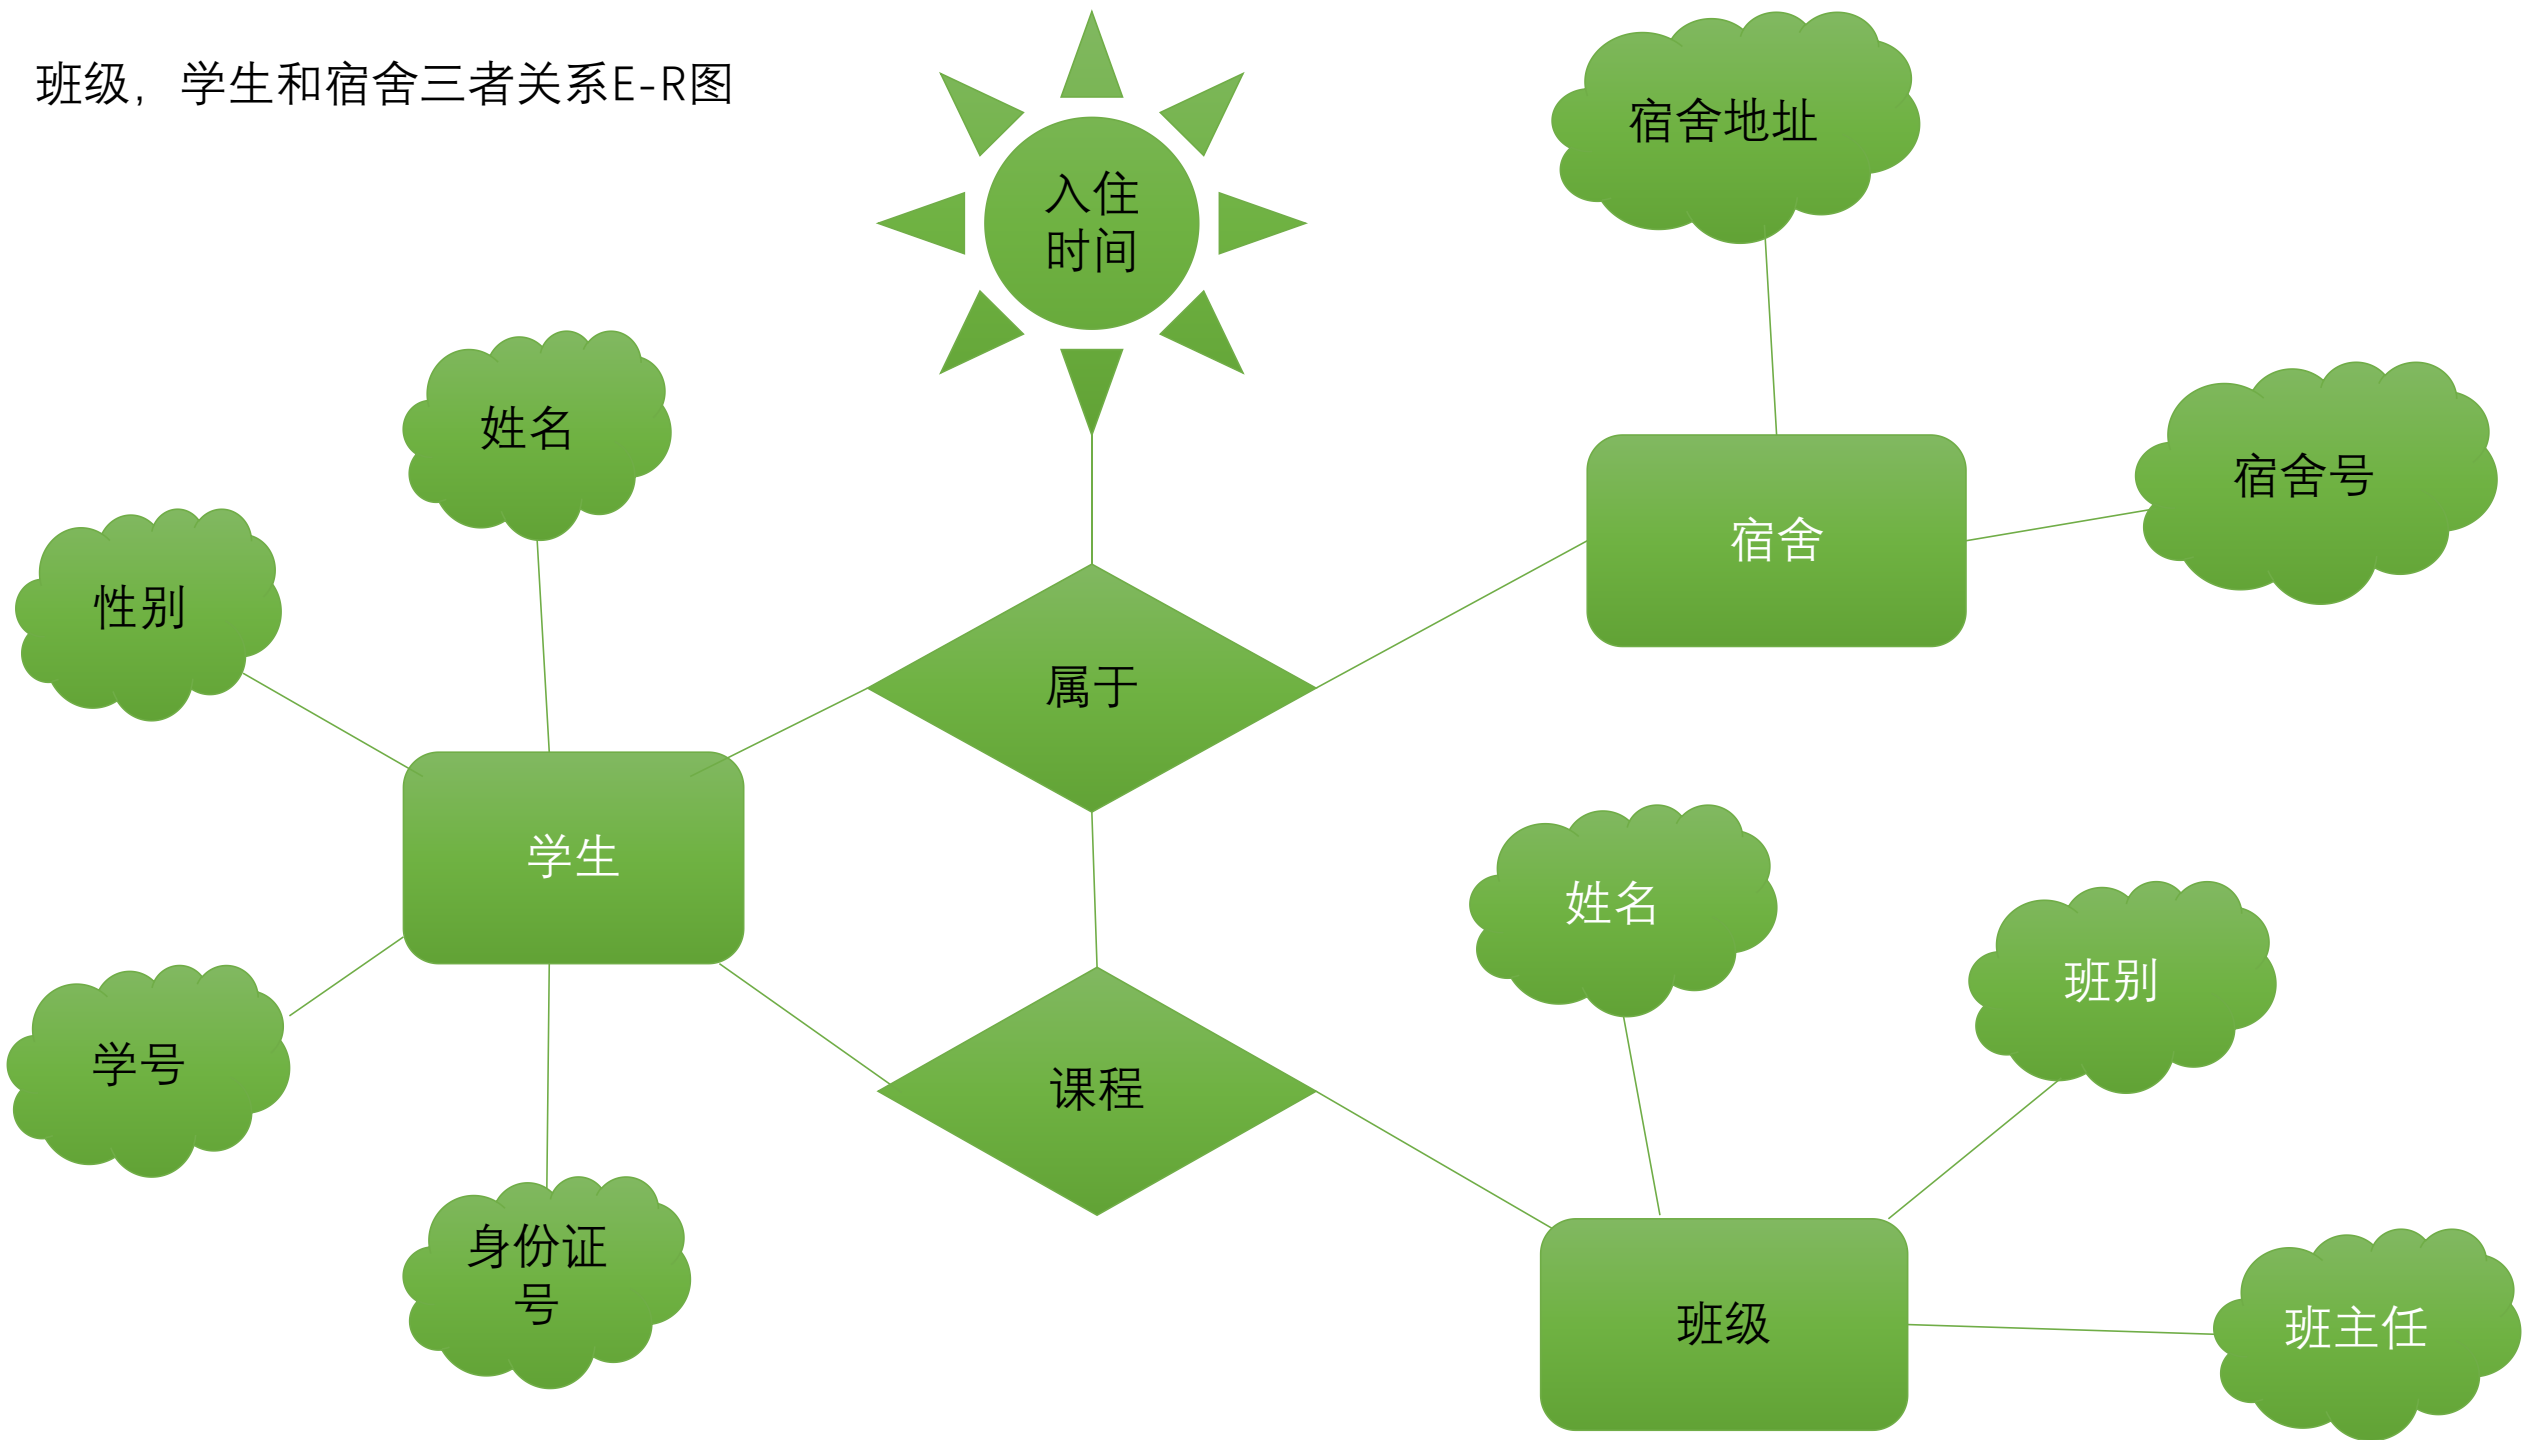 班级，学生和宿舍三者关系E-R图
入住
时间
宿舍地址
姓名
宿舍号
宿舍
性别
属于
学生
姓名
班别
学号
课程
身份证
号
班级
班主任